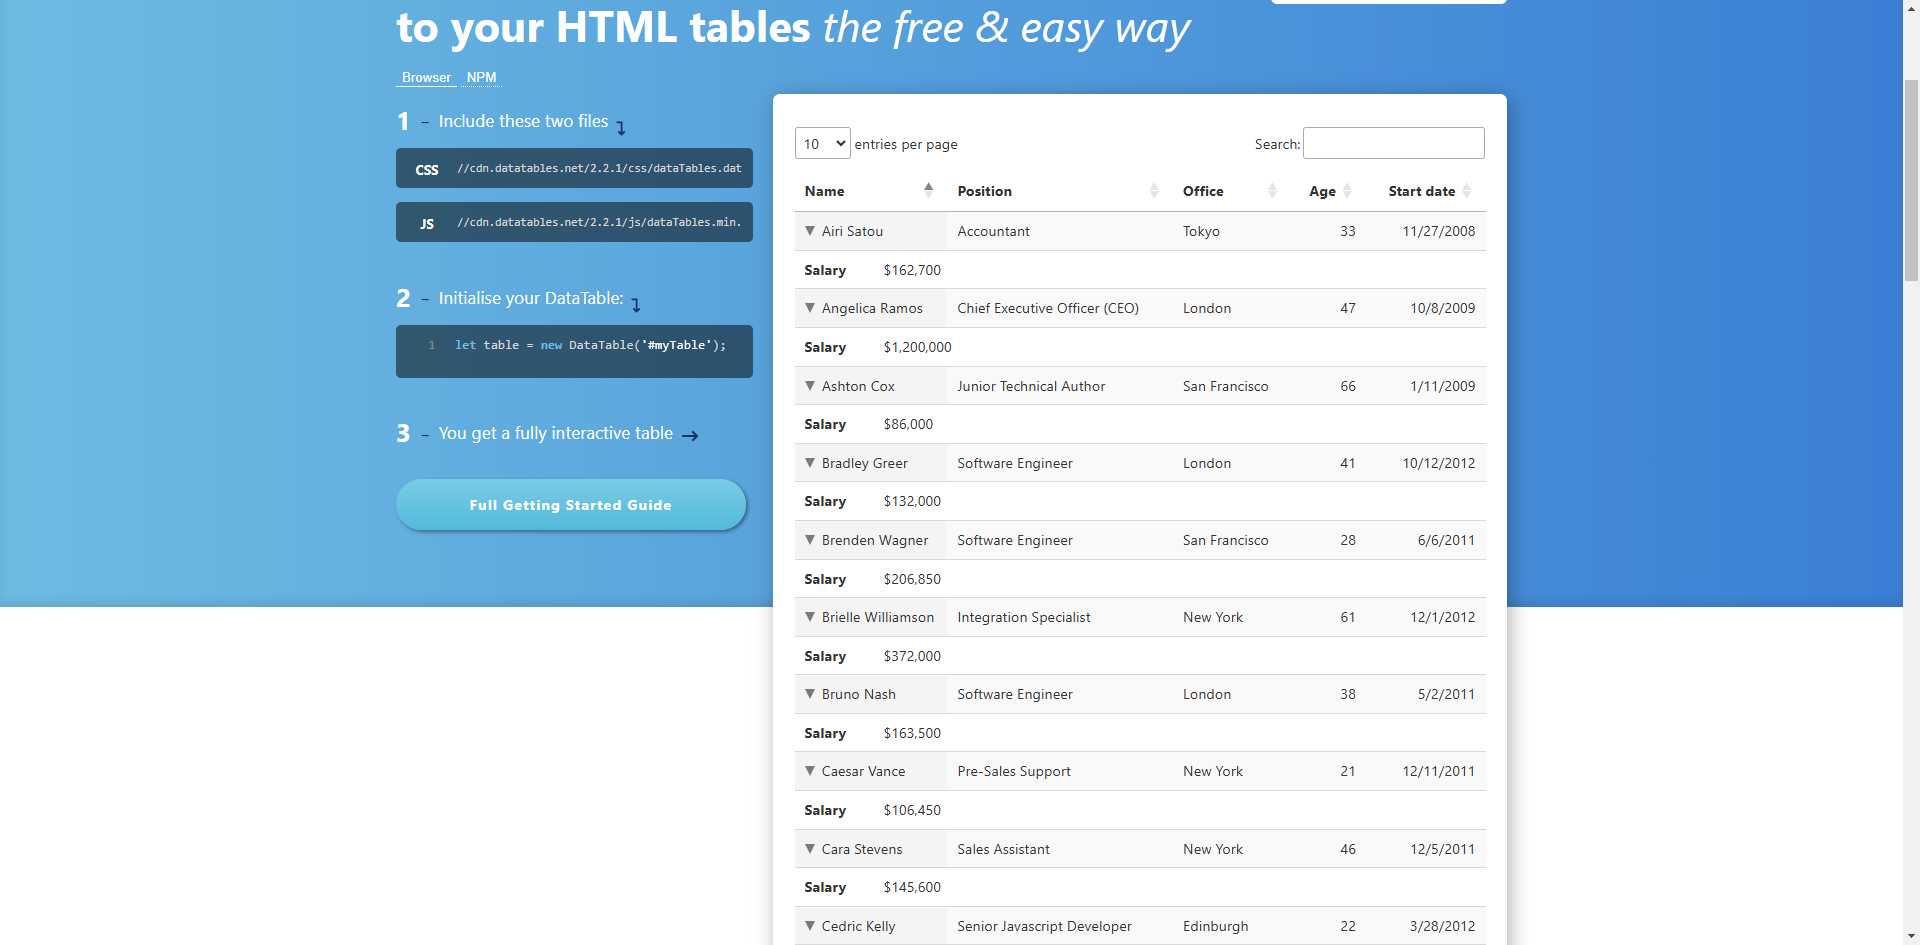 to your HTML tables the free & easy way
Browser NPM
1 – Include these two files
CSS //cdn.datatables.net/2.2.1/css/dataTables.dat
JS //cdn.datatables.net/2.2.1/js/dataTables.min.
2 – Initialise your DataTable:
1 let table = new DataTable('#myTable');
3 – You get a fully interactive table →
Full Getting Started Guide
10 entries per page Search:
Name Position Office Age Start date
▼ Airi Satou Accountant Tokyo 33 11/27/2008
Salary $162,700
▼ Angelica Ramos Chief Executive Officer (CEO) London 47 10/8/2009
Salary $1,200,000
▼ Ashton Cox Junior Technical Author San Francisco 66 1/11/2009
Salary $86,000
▼ Bradley Greer Software Engineer London 41 10/12/2012
Salary $132,000
▼ Brenden Wagner Software Engineer San Francisco 28 6/6/2011
Salary $206,850
▼ Brielle Williamson Integration Specialist New York 61 12/1/2012
Salary $372,000
▼ Bruno Nash Software Engineer London 38 5/2/2011
Salary $163,500
▼ Caesar Vance Pre-Sales Support New York 21 12/11/2011
Salary $106,450
▼ Cara Stevens Sales Assistant New York 46 12/5/2011
Salary $145,600
▼ Cedric Kelly Senior Javascript Developer Edinburgh 22 3/28/2012